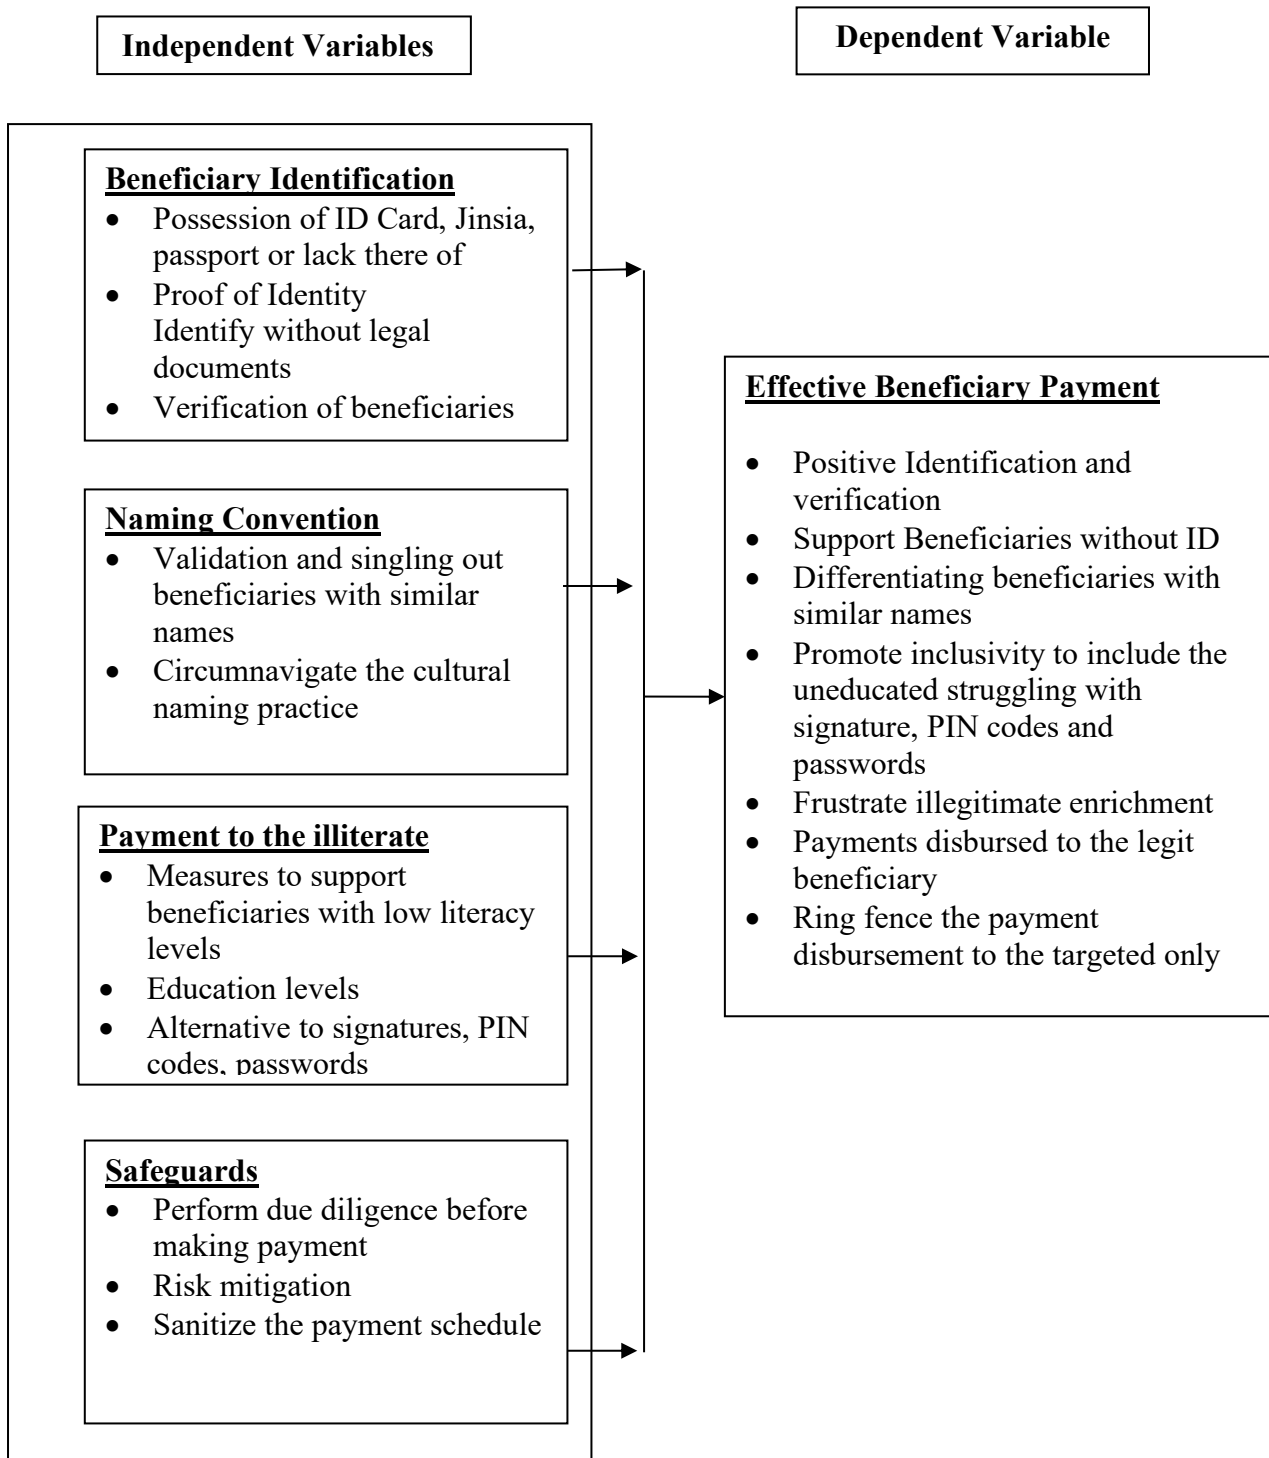 Independent Variables
Dependent Variable
Beneficiary Identification
• Possession of ID Card, Jinsia,
passport or lack there of
• Proof of Identity
Identify without legal
documents
• Verification of beneficiaries
Naming Convention
• Validation and singling out
beneficiaries with similar
names
• Circumnavigate the cultural
naming practice
Payment to the illiterate
• Measures to support
beneficiaries with low literacy
levels
• Education levels
• Alternative to signatures, PIN
codes, passwords
Safeguards
• Perform due diligence before
making payment
• Risk mitigation
• Sanitize the payment schedule
Effective Beneficiary Payment
• Positive Identification and
verification
• Support Beneficiaries without ID
• Differentiating beneficiaries with
similar names
• Promote inclusivity to include the
uneducated struggling with
signature, PIN codes and
passwords
• Frustrate illegitimate enrichment
• Payments disbursed to the legit
beneficiary
• Ring fence the payment
disbursement to the targeted only